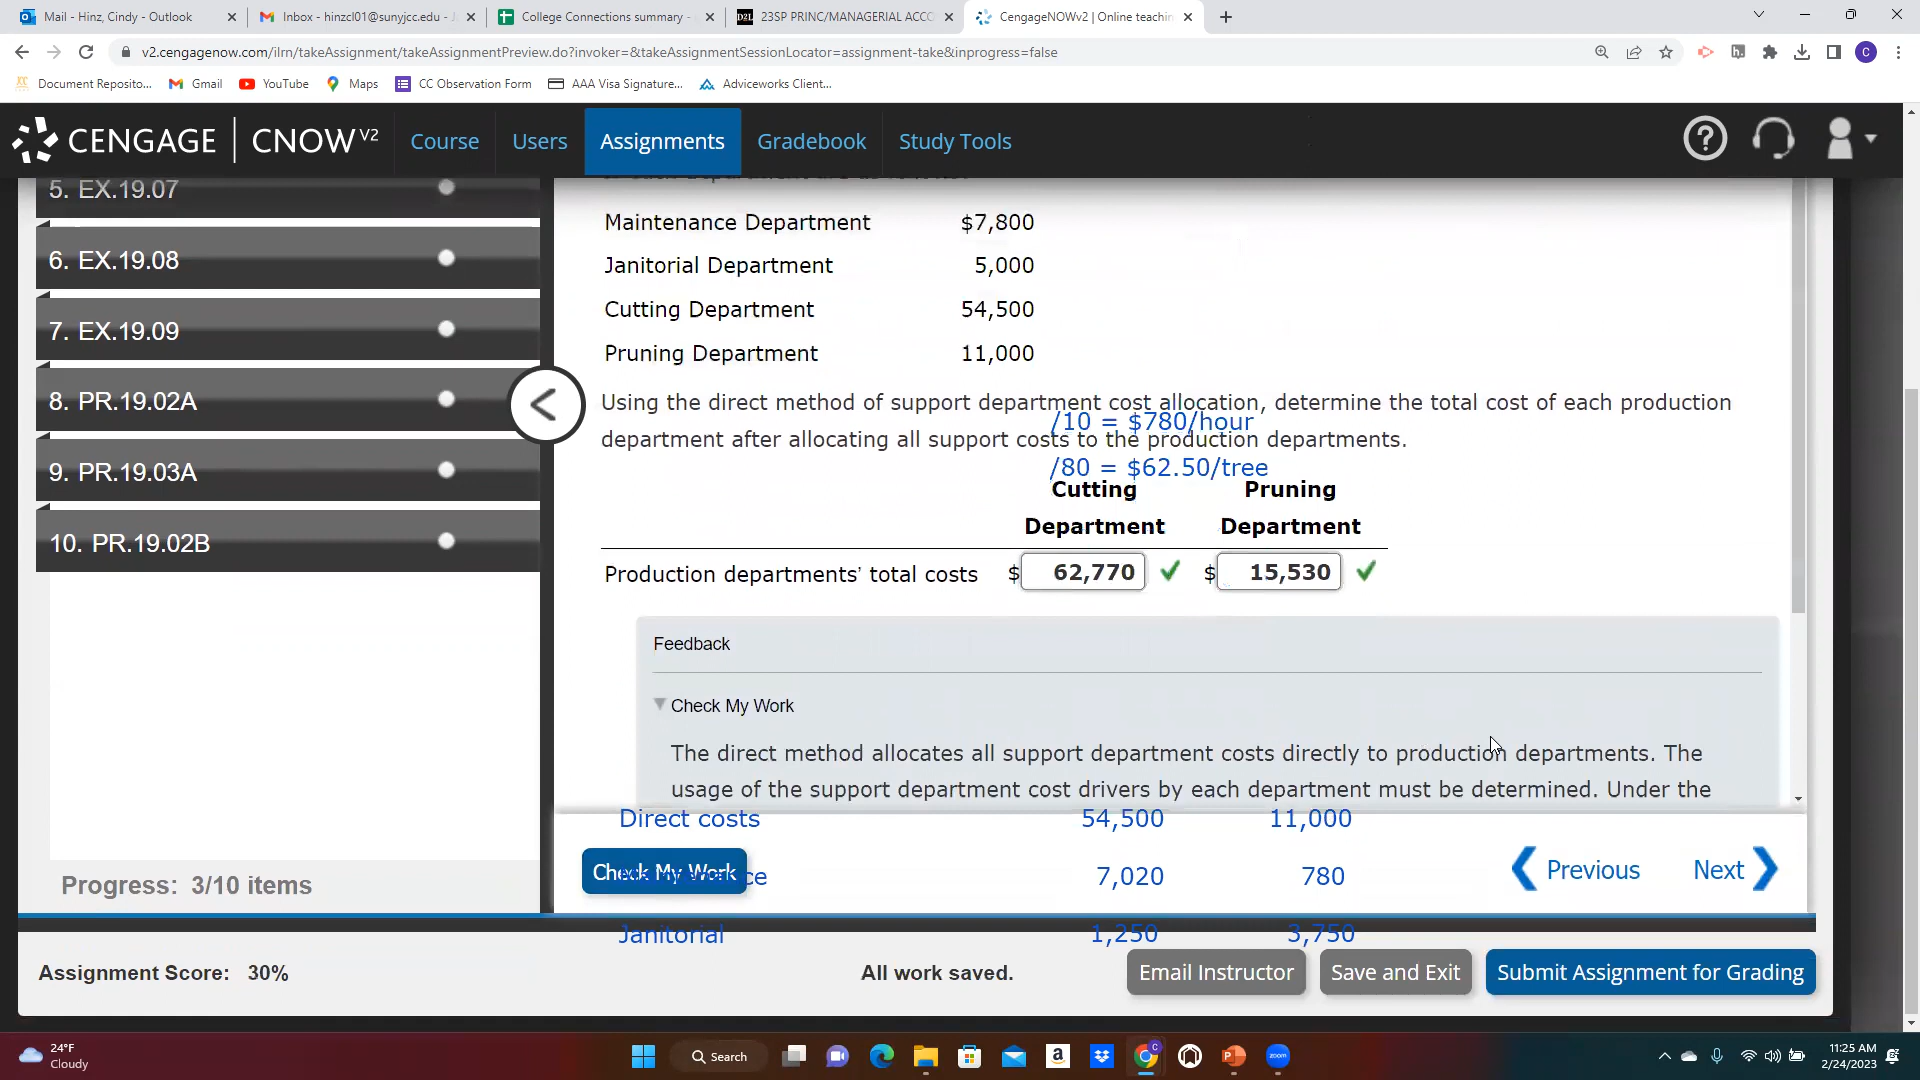 Mail - Hinz, Cindy - Outlook
Inbox - hinzcl01@sunyjcc.edu - J
College Connections summary -
D2L 23SP PRINC/MANAGERIAL ACCC
CengageNOWv2 | Online teachin
v2.cengagenow.com/ilrn/takeAssignment/takeAssignmentPreview.do?invoker=&takeAssignmentSessionLocator=assignment-take&inprogress=false
C
Document Reposito...
Gmail
YouTube
Maps
CC Observation Form
AAA Visa Signature...
Adviceworks Client...
CENGAGE
CNOWV2
Course
Users
Assignments
Gradebook
Study Tools
5. EX.19.07
6. EX.19.08
7. EX.19.09
8. PR.19.02A
9. PR.19.03A
10. PR.19.02B
Maintenance Department $7,800
Janitorial Department 5,000
Cutting Department 54,500
Pruning Department 11,000
Using the direct method of support department cost allocation, determine the total cost of each production
department after allocating all support costs to the production departments.
/10 = $780/hour
/80 = $62.50/tree
Cutting Pruning
Department Department
Production departments’ total costs $ 62,770 $ 15,530
Feedback
Check My Work
The direct method allocates all support department costs directly to production departments. The
usage of the support department cost drivers by each department must be determined. Under the
Direct costs 54,500 11,000
Check My Work
7,020 780
Janitorial 1,250 3,750
Previous
Next
Progress: 3/10 items
Assignment Score: 30%
All work saved.
Email Instructor
Save and Exit
Submit Assignment for Grading
24°F
Cloudy
Search
zoom
11:25 AM
2/24/2023